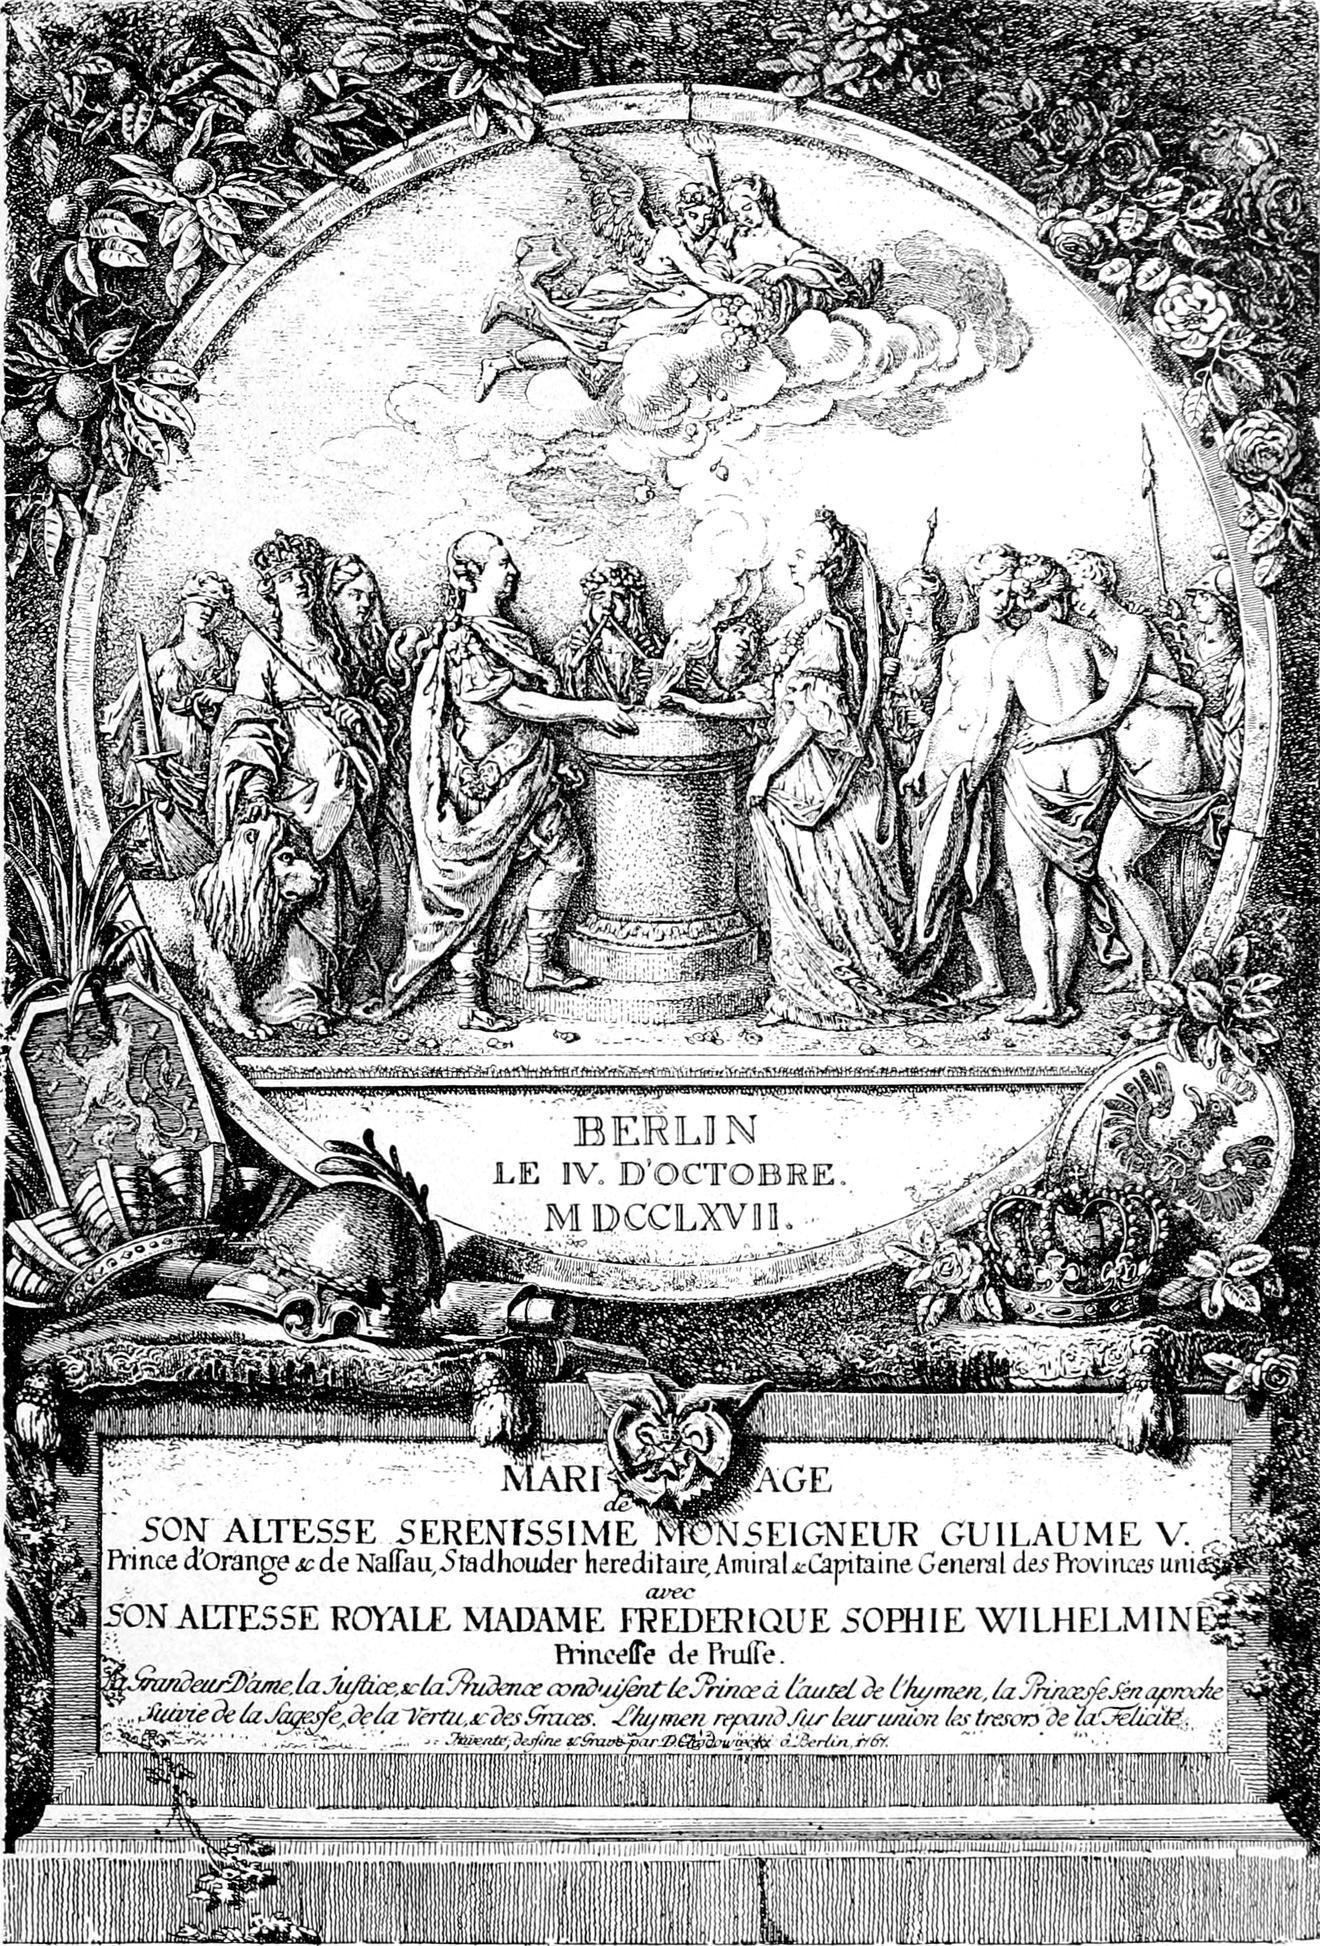 BERLIN
LE IV. D'OCTOBRE.
MDCCLXVII.
MARIAGE
de
SON ALTESSE SERENISSIME MONSEIGNEUR GUILAUME V.
Prince d'Orange & de Naſſau, Stadhouder hereditaire, Amiral & Capitaine General des Provinces unies
avec
SON ALTESSE ROYALE MADAME FREDERIQUE SOPHIE WILHELMINE
Princeſſe de Pruſſe.
la Grandeur D'ame, la Juſtice, & la Prudence conduiſent le Prince à l'autel de l'hymen, la Princeſſe ſ'en aproche
ſuivie de la Sageſſe, de la Vertu, & des Graces. L'hymen repand ſur leur union les tresors de la Felicité.
Invente, deſine & Gravé par D. Chodowiecki à Berlin, 1767.